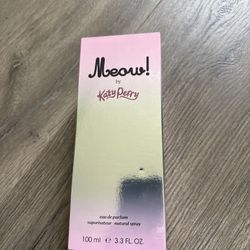 Meow!
by
Katy Perry
eau de parfum
vaporisateur · natural spray
100 ml ℮ 3.3 FL. OZ.